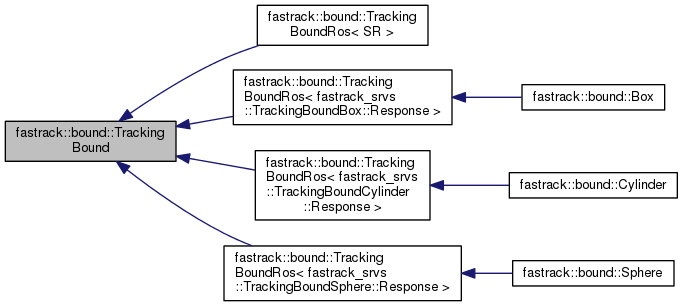 fastrack::bound::Tracking
BoundRos< SR >
fastrack::bound::Tracking
BoundRos< fastrack_srvs
::TrackingBoundBox::Response >
fastrack::bound::Box
fastrack::bound::Tracking
Bound
fastrack::bound::Tracking
BoundRos< fastrack_srvs
::TrackingBoundCylinder
::Response >
fastrack::bound::Cylinder
fastrack::bound::Tracking
BoundRos< fastrack_srvs
::TrackingBoundSphere::Response >
fastrack::bound::Sphere